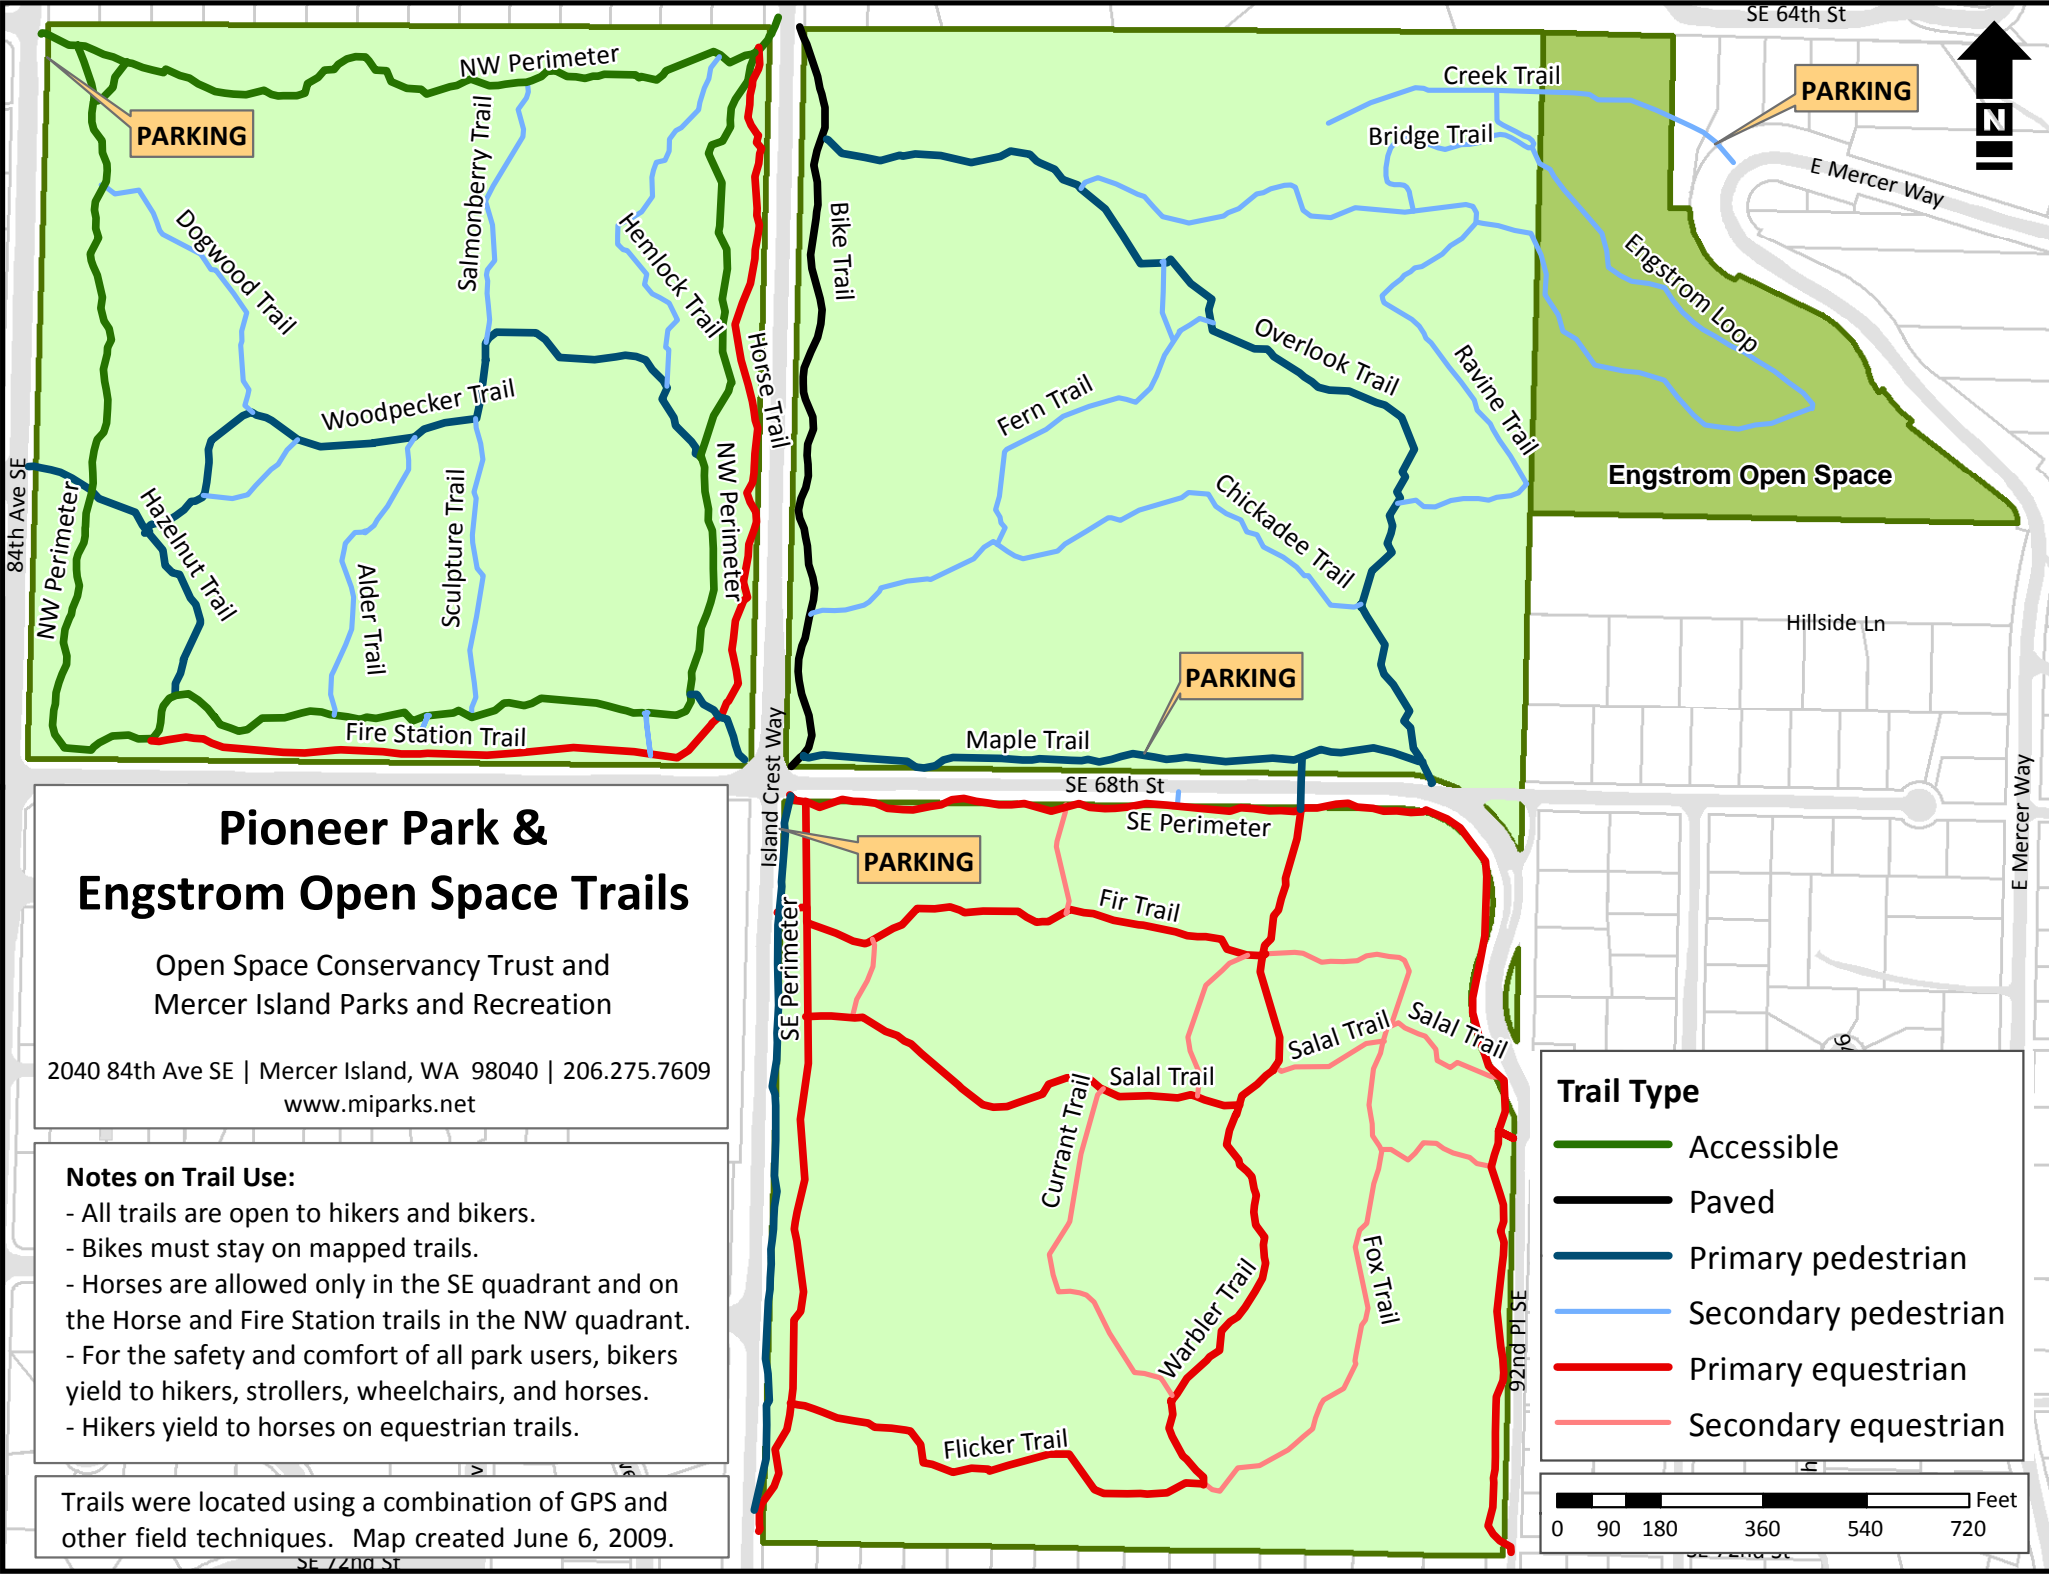 SE 64th St
Creek Trail
PARKING
NW Perimeter
PARKING
N
Bridge Trail
E Mercer Way
Salmonberry Trail
Dogwood Trail
Hemlock Trail
Bike Trail
Engstrom Loop
Horse Trail
Overlook Trail
Ravine Trail
Woodpecker Trail
Fern Trail
84th Ave SE
NW Perimeter
Hazelnut Trail
Alder Trail
Sculpture Trail
NW Perimeter
Chickadee Trail
Engstrom Open Space
Hillside Ln
PARKING
Fire Station Trail
Maple Trail
SE 68th St
Island Crest Way
E Mercer Way
SE Perimeter
PARKING
SE Perimeter
Fir Trail
Salal Trail
Salal Trail
Salal Trail
Currant Trail
Warbler Trail
Fox Trail
Flicker Trail
92nd Pl SE
Pioneer Park &
Engstrom Open Space Trails
Open Space Conservancy Trust and
Mercer Island Parks and Recreation
2040 84th Ave SE | Mercer Island, WA 98040 | 206.275.7609
www.miparks.net
Notes on Trail Use:
- All trails are open to hikers and bikers.
- Bikes must stay on mapped trails.
- Horses are allowed only in the SE quadrant and on
the Horse and Fire Station trails in the NW quadrant.
- For the safety and comfort of all park users, bikers
yield to hikers, strollers, wheelchairs, and horses.
- Hikers yield to horses on equestrian trails.
Trails were located using a combination of GPS and
other field techniques. Map created June 6, 2009.
SE 72nd St
Trail Type
Accessible
Paved
Primary pedestrian
Secondary pedestrian
Primary equestrian
Secondary equestrian
Feet
0 90 180 360 540 720
SE 72nd St